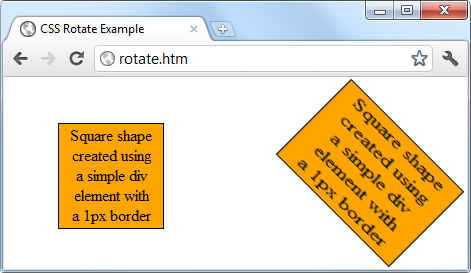 CSS Rotate Example
rotate.htm
Square shape
created using
a simple div
element with
a 1px border
Square shape
created using
a simple div
element with
a 1px border